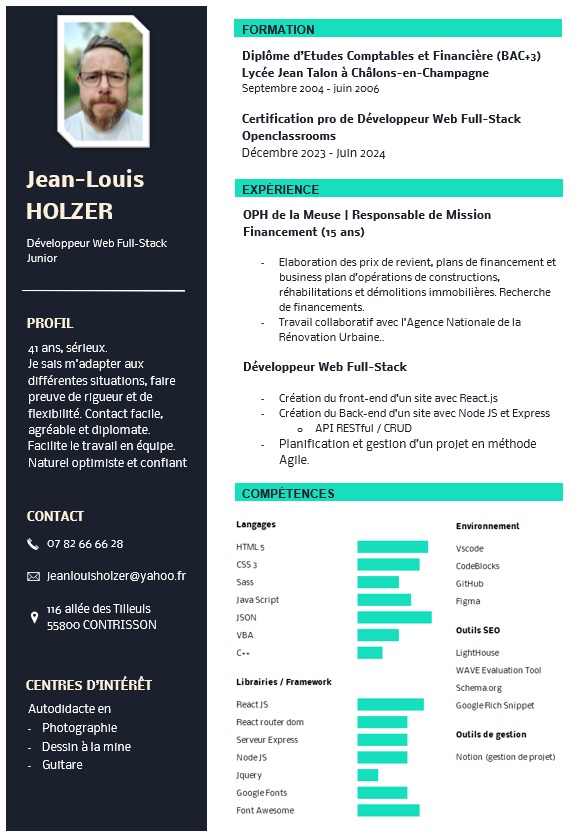 Jean-Louis
HOLZER
Développeur Web Full-Stack
Junior
PROFIL
41 ans, sérieux.
Je sais m'adapter aux
différentes situations, faire
preuve de rigueur et de
flexibilité. Contact facile,
agréable et diplomate.
Facilite le travail en équipe.
Naturel optimiste et confiant
CONTACT
07 82 66 66 28
jeanlouisholzer@yahoo.fr
116 allée des Tilleuls
55800 CONTRISSON
CENTRES D'INTÉRÊT
Autodidacte en
- Photographie
- Dessin à la mine
- Guitare
FORMATION
Diplôme d'Etudes Comptables et Financière (BAC+3)
Lycée Jean Talon à Châlons-en-Champagne
Septembre 2004 - juin 2006
Certification pro de Développeur Web Full-Stack
Openclassrooms
Décembre 2023 - Juin 2024
EXPÉRIENCE
OPH de la Meuse | Responsable de Mission
Financement (15 ans)
- Elaboration des prix de revient, plans de financement et
business plan d'opérations de constructions,
réhabilitations et démolitions immobilières. Recherche
de financements.
- Travail collaboratif avec l'Agence Nationale de la
Rénovation Urbaine..
Développeur Web Full-Stack
- Création du front-end d'un site avec React.js
- Création du Back-end d'un site avec Node JS et Express
o API RESTful / CRUD
- Planification et gestion d'un projet en méthode
Agile.
COMPÉTENCES
Langages
HTML 5
CSS 3
Sass
Java Script
JSON
VBA
C++
Librairies / Framework
React JS
React router dom
Serveur Express
Node JS
Jquery
Google Fonts
Font Awesome
Environnement
Vscode
CodeBlocks
GitHub
Figma
Outils SEO
LightHouse
WAVE Evaluation Tool
Schema.org
Google Rich Snippet
Outils de gestion
Notion (gestion de projet)